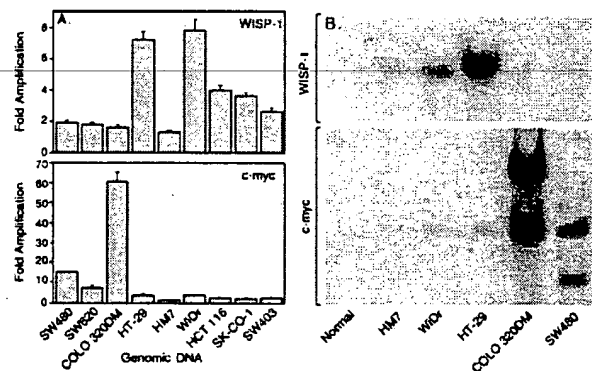 A.
WISP-1
Fold Amplification
8
6
4
2
0
c-myc
Fold Amplification
70
60
50
40
30
20
10
0
SW480
SW620
COLO 320DM
HT-29
HM7
WiDr
HCT 116
SK-CO-1
SW403
Genomic DNA
B.
WISP-1
c-myc
Normal
HM7
WiDr
HT-29
COLO 320DM
SW480